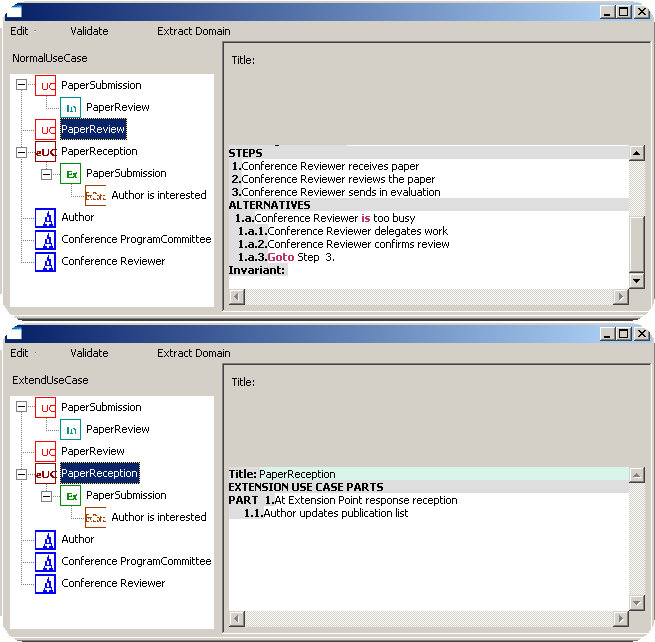 Edit Validate Extract Domain
NormalUseCase
UC PaperSubmission
In PaperReview
UC PaperReview
eUC PaperReception
Ex PaperSubmission
Author is interested
A Author
A Conference ProgramCommittee
A Conference Reviewer
Title:
STEPS
1.Conference Reviewer receives paper
2.Conference Reviewer reviews the paper
3.Conference Reviewer sends in evaluation
ALTERNATIVES
1.a.Conference Reviewer is too busy
1.a.1.Conference Reviewer delegates work
1.a.2.Conference Reviewer confirms review
1.a.3.Goto Step 3.
Invariant:
Edit Validate Extract Domain
ExtendUseCase
UC PaperSubmission
In PaperReview
UC PaperReview
eUC PaperReception
Ex PaperSubmission
Author is interested
A Author
A Conference ProgramCommittee
A Conference Reviewer
Title:
Title: PaperReception
EXTENSION USE CASE PARTS
PART 1.At Extension Point response reception
1.1.Author updates publication list